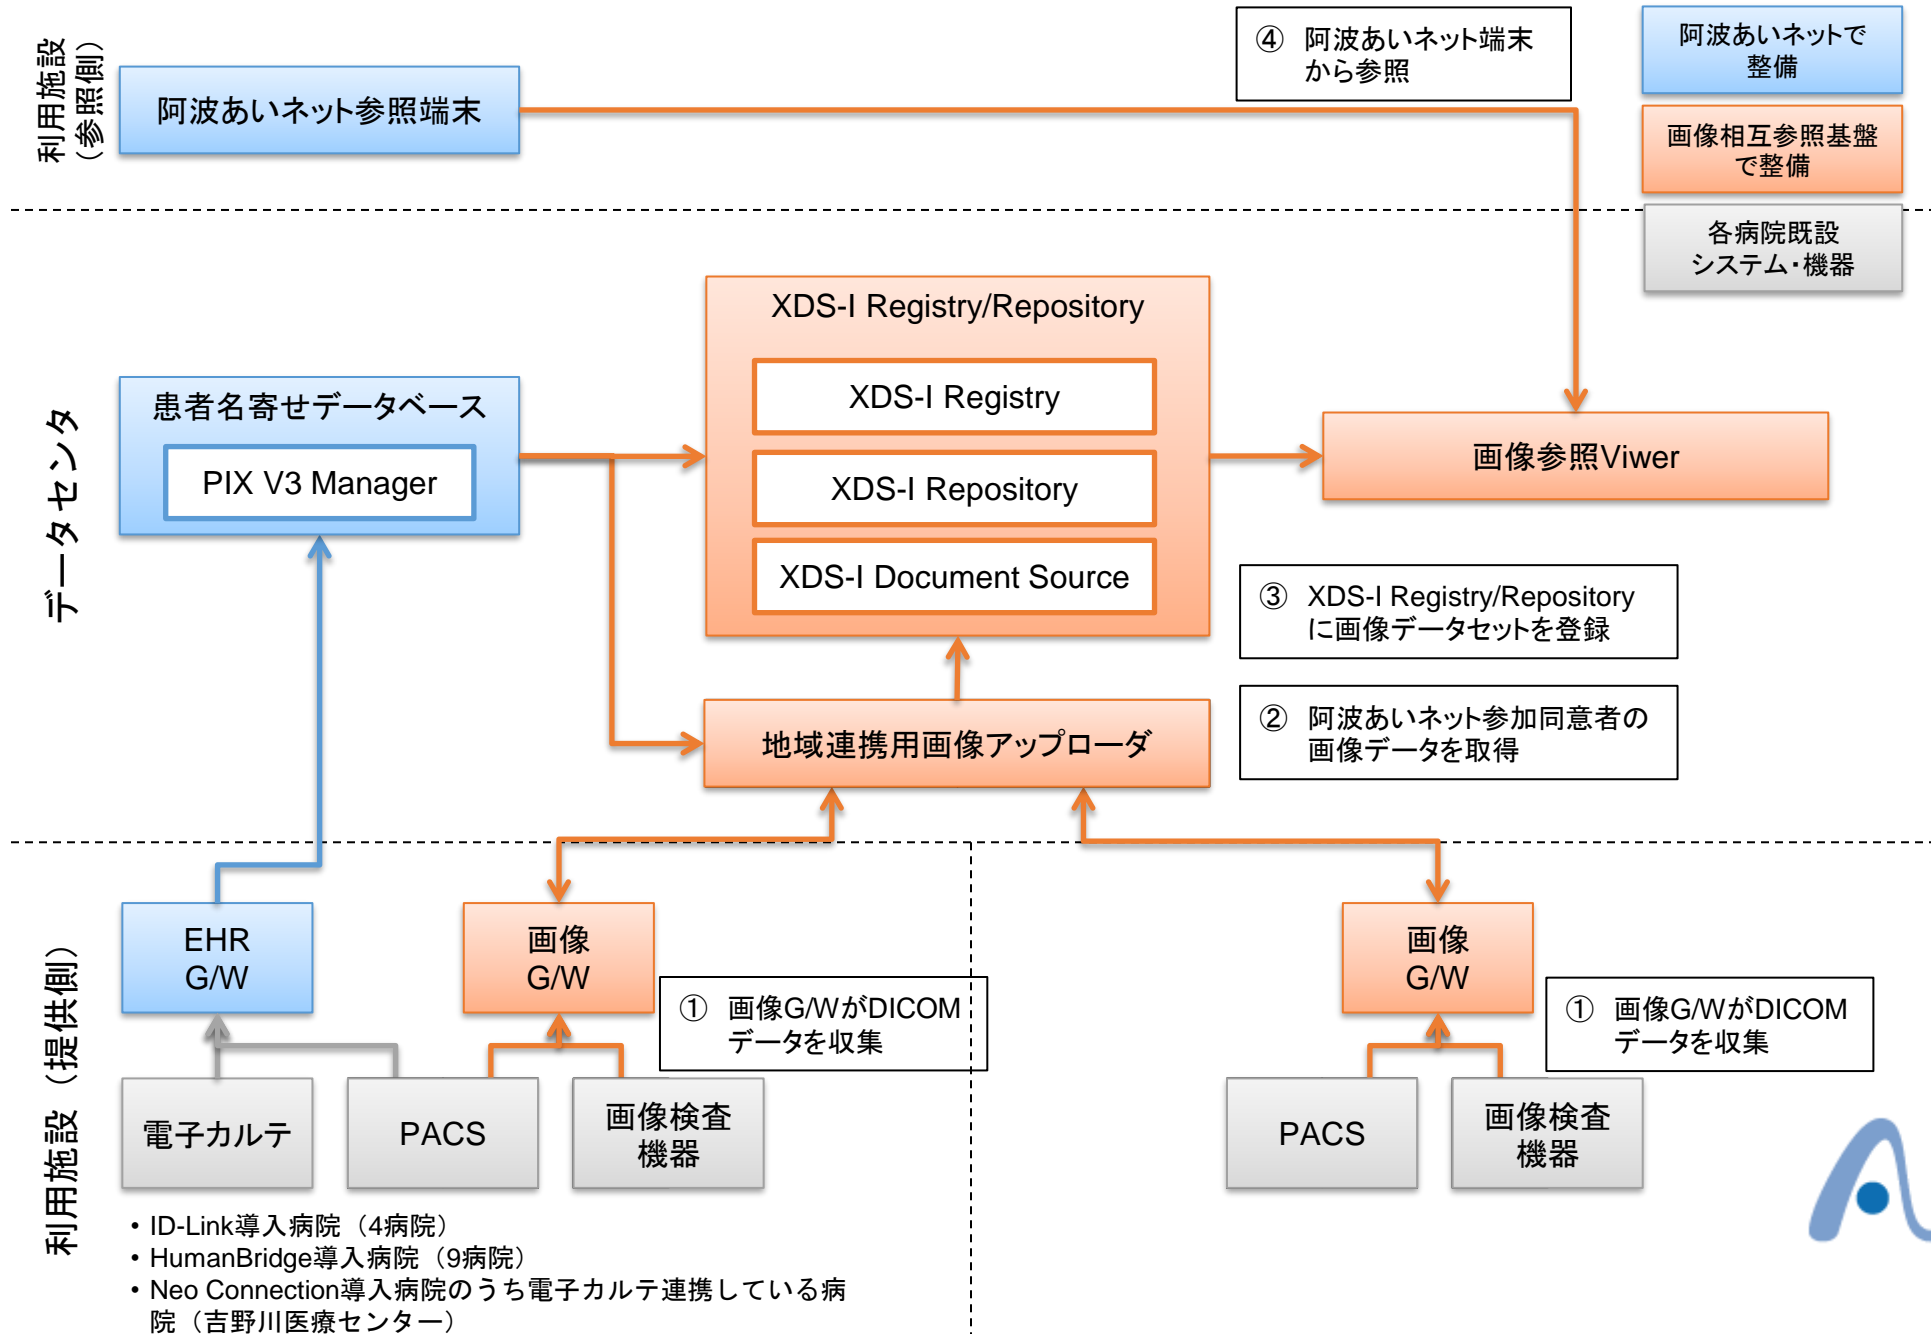 利用施設
（参照側）
阿波あいネット参照端末
④ 阿波あいネット端末
から参照
阿波あいネットで
整備
画像相互参照基盤
で整備
各病院既設
システム・機器
データセンタ
患者名寄せデータベース
PIX V3 Manager
XDS-I Registry/Repository
XDS-I Registry
XDS-I Repository
XDS-I Document Source
画像参照Viwer
③ XDS-I Registry/Repository
に画像データセットを登録
② 阿波あいネット参加同意者の
画像データを取得
地域連携用画像アップローダ
利用施設（提供側）
EHR
G/W
画像
G/W
① 画像G/WがDICOM
データを収集
画像
G/W
① 画像G/WがDICOM
データを収集
電子カルテ
PACS
画像検査
機器
PACS
画像検査
機器
• ID-Link導入病院（4病院）
• HumanBridge導入病院（9病院）
• Neo Connection導入病院のうち電子カルテ連携している病
院（吉野川医療センター）